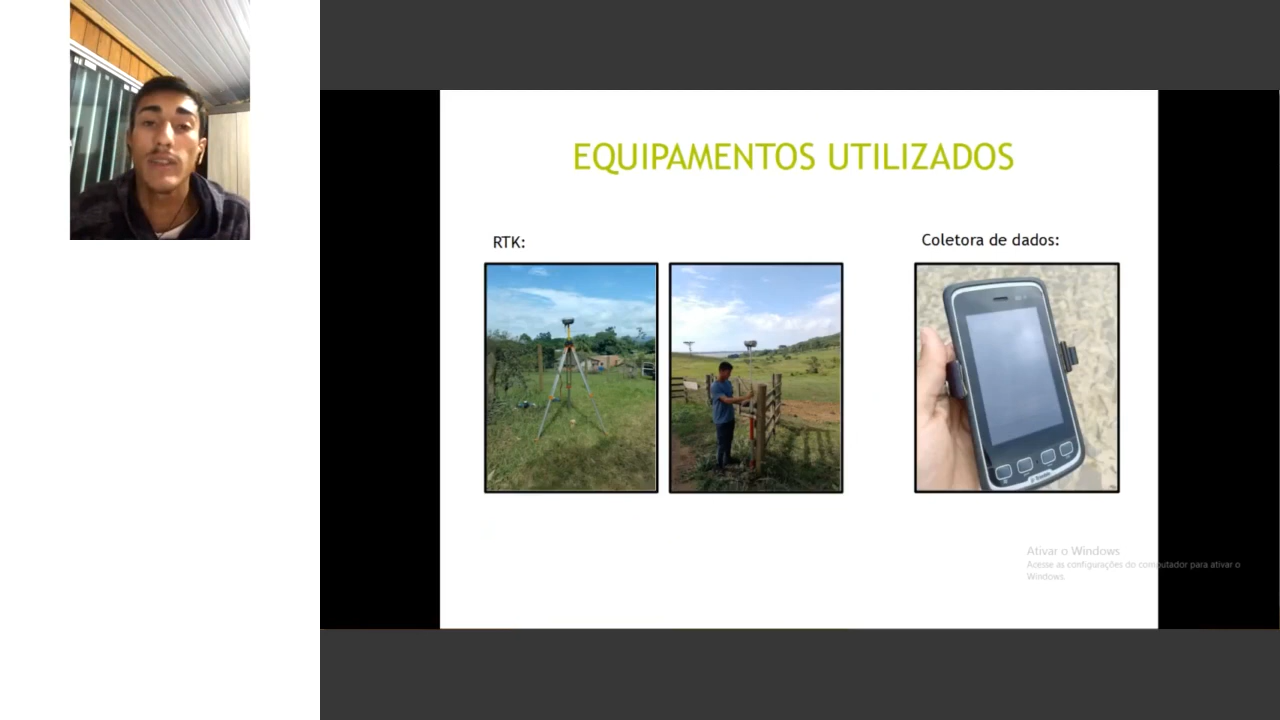 EQUIPAMENTOS UTILIZADOS
RTK:
Coletora de dados:
Ativar o Windows
Acesse as configurações do computador para ativar o
Windows.